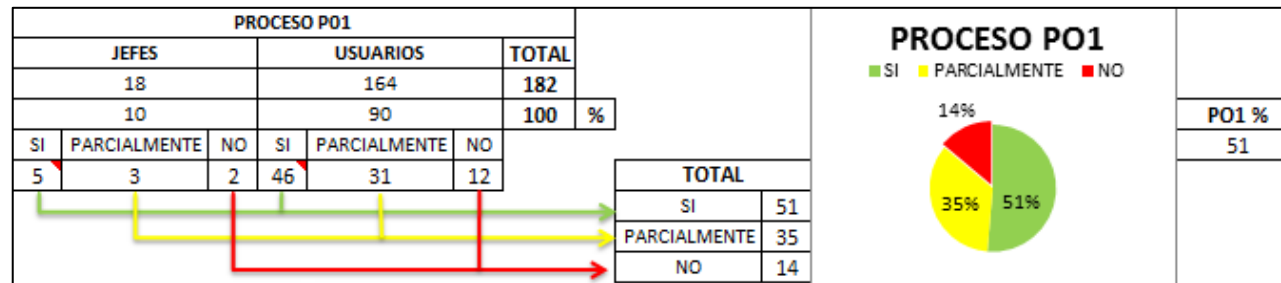 PROCESO P01
JEFES USUARIOS TOTAL
18 164 182
10 90 100 %
SI PARCIALMENTE NO SI PARCIALMENTE NO
5 3 2 46 31 12
TOTAL
SI 51
PARCIALMENTE 35
NO 14
PROCESO PO1
SI PARCIALMENTE NO
14%
35% 51%
PO1 %
51